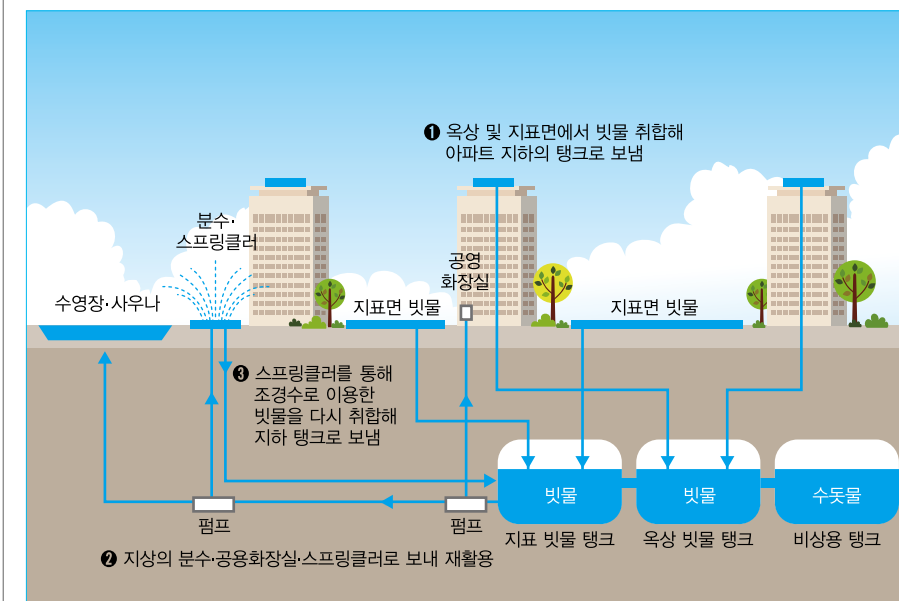 ❶ 옥상 및 지표면에서 빗물 취합해
아파트 지하의 탱크로 보냄
분수·
스프링클러
공영
화장실
수영장·사우나
지표면 빗물
지표면 빗물
❸ 스프링클러를 통해
조경수로 이용한
빗물을 다시 취합해
지하 탱크로 보냄
빗물
빗물
수돗물
펌프
펌프
지표 빗물 탱크
옥상 빗물 탱크
비상용 탱크
❷ 지상의 분수·공용화장실·스프링클러로 보내 재활용